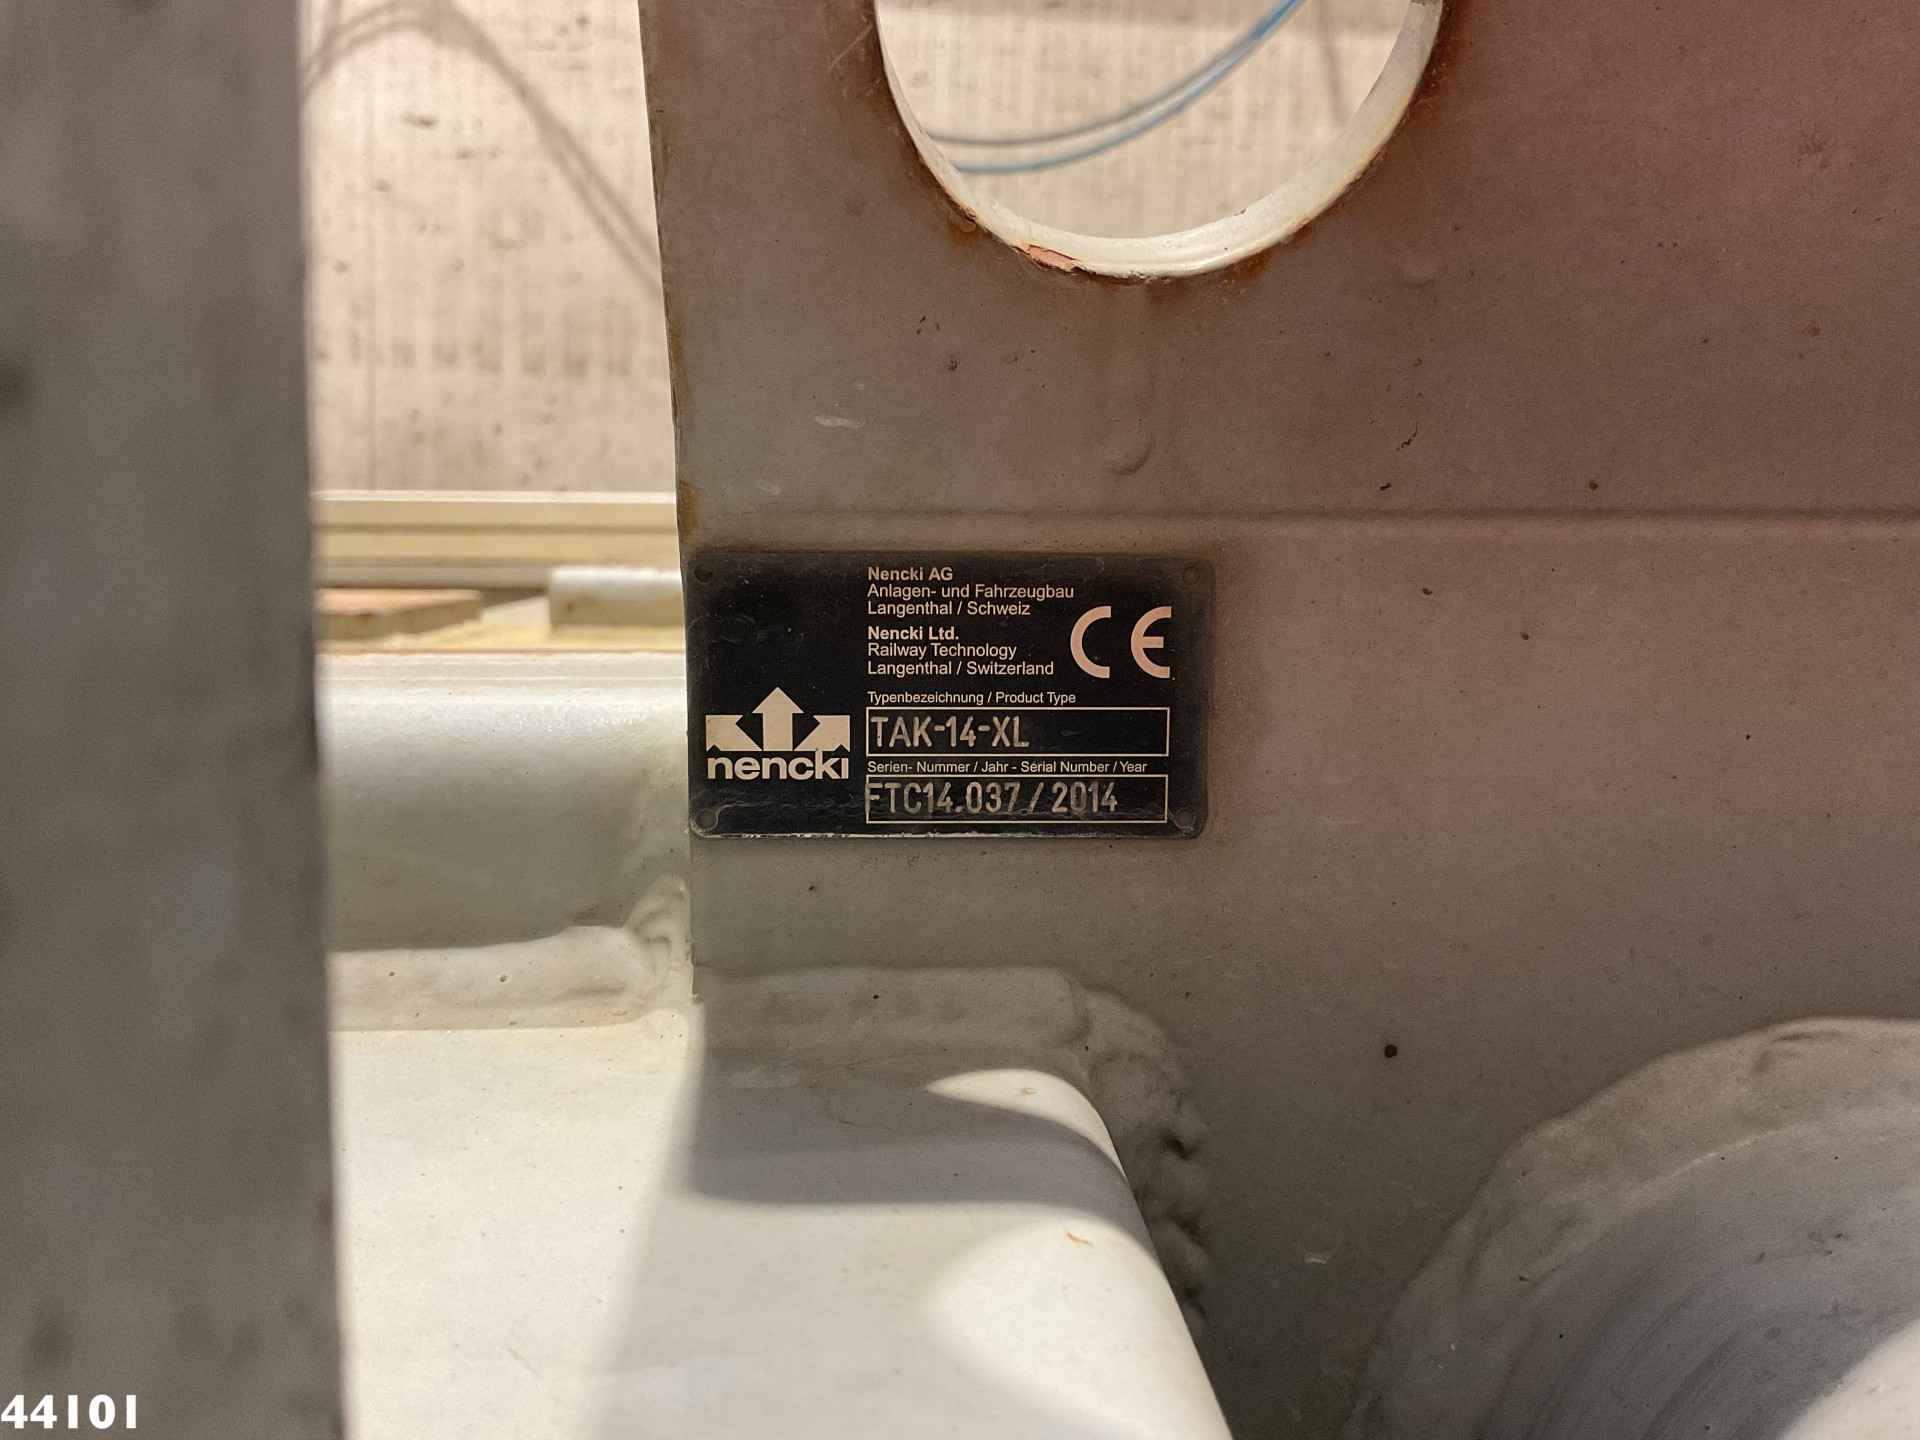 Nencki AG
Anlagen- und Fahrzeugbau
Langenthal / Schweiz
Nencki Ltd.
Railway Technology
Langenthal / Switzerland
CE
Typenbezeichnung / Product Type
TAK-14-XL
nencki
Serien- Nummer / Jahr - Serial Number / Year
FTC14.037 / 2014
44101